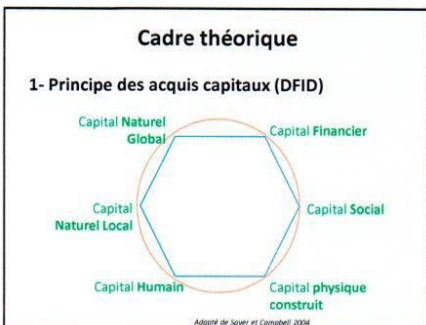 Cadre théorique
1- Principe des acquis capitaux (DFID)
Capital Naturel
Global
Capital Financier
Capital
Naturel Local
Capital Social
Capital Humain
Capital physique
construit
Adapté de Sayer et Campbell 2004